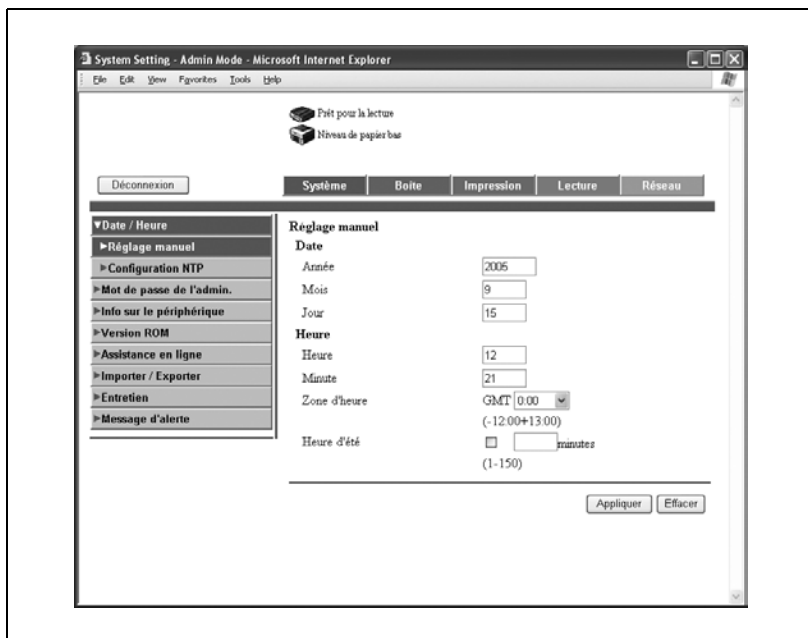 System Setting - Admin Mode - Microsoft Internet Explorer
File Edit View Favorites Tools Help
Prêt pour la lecture
Niveau de papier bas
Déconnexion
Système Boîte Impression Lecture Réseau
▼Date / Heure
►Réglage manuel
►Configuration NTP
►Mot de passe de l'admin.
►Info sur le périphérique
►Version ROM
►Assistance en ligne
►Importer / Exporter
►Entretien
►Message d'alerte
Réglage manuel
Date
Année 2005
Mois 9
Jour 15
Heure
Heure 12
Minute 21
Zone d'heure GMT 0:00
(-12:00+13:00)
Heure d'été minutes
(1-150)
Appliquer Effacer